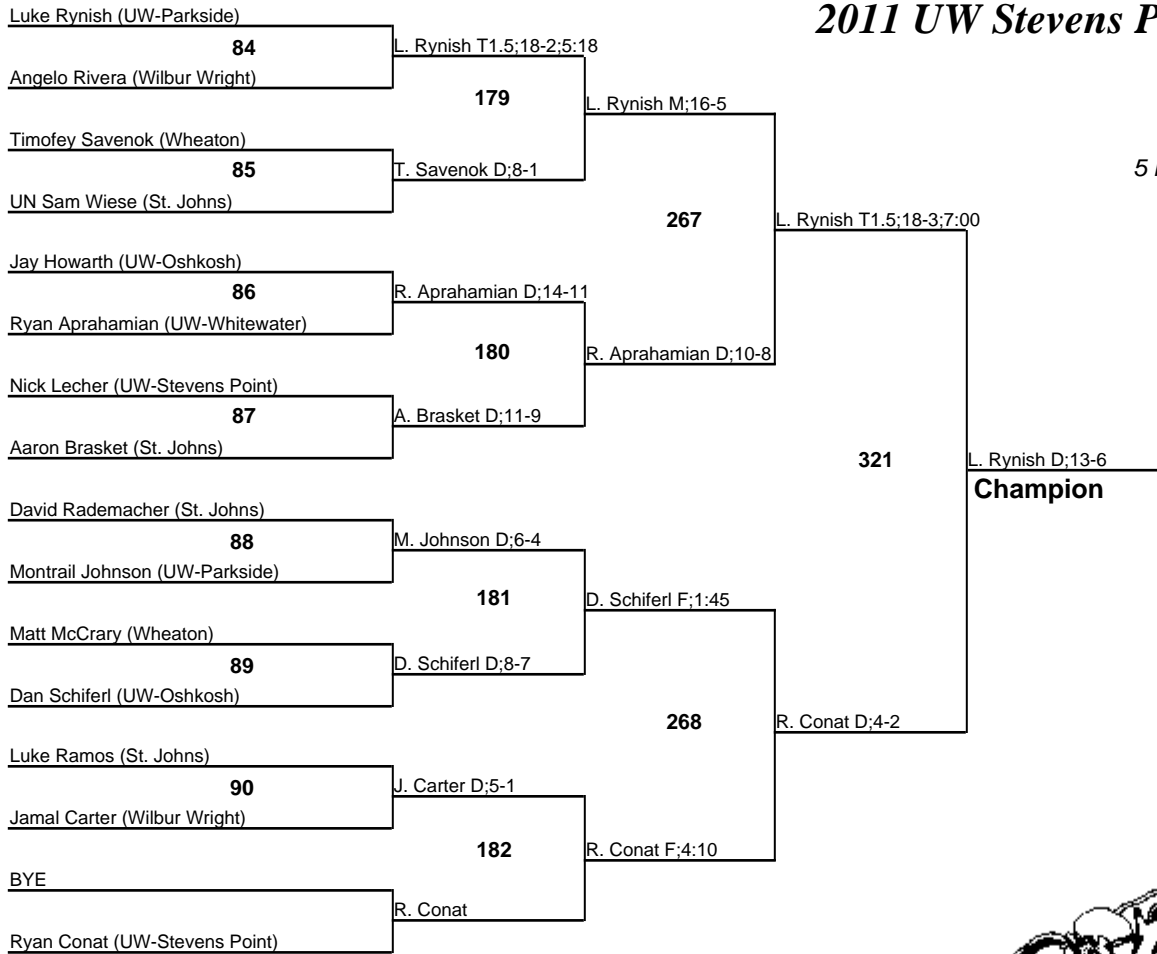 2011 UW Stevens P
Luke Rynish (UW-Parkside)
84
L. Rynish T1.5;18-2;5:18
Angelo Rivera (Wilbur Wright)
179
L. Rynish M;16-5
Timofey Savenok (Wheaton)
85
T. Savenok D;8-1
5
UN Sam Wiese (St. Johns)
267
L. Rynish T1.5;18-3;7:00
Jay Howarth (UW-Oshkosh)
86
R. Aprahamian D;14-11
Ryan Aprahamian (UW-Whitewater)
180
R. Aprahamian D;10-8
Nick Lecher (UW-Stevens Point)
87
A. Brasket D;11-9
Aaron Brasket (St. Johns)
321
L. Rynish D;13-6
Champion
David Rademacher (St. Johns)
88
M. Johnson D;6-4
Montrail Johnson (UW-Parkside)
181
D. Schiferl F;1:45
Matt McCrary (Wheaton)
89
D. Schiferl D;8-7
Dan Schiferl (UW-Oshkosh)
268
R. Conat D;4-2
Luke Ramos (St. Johns)
90
J. Carter D;5-1
Jamal Carter (Wilbur Wright)
182
R. Conat F;4:10
BYE
R. Conat
Ryan Conat (UW-Stevens Point)